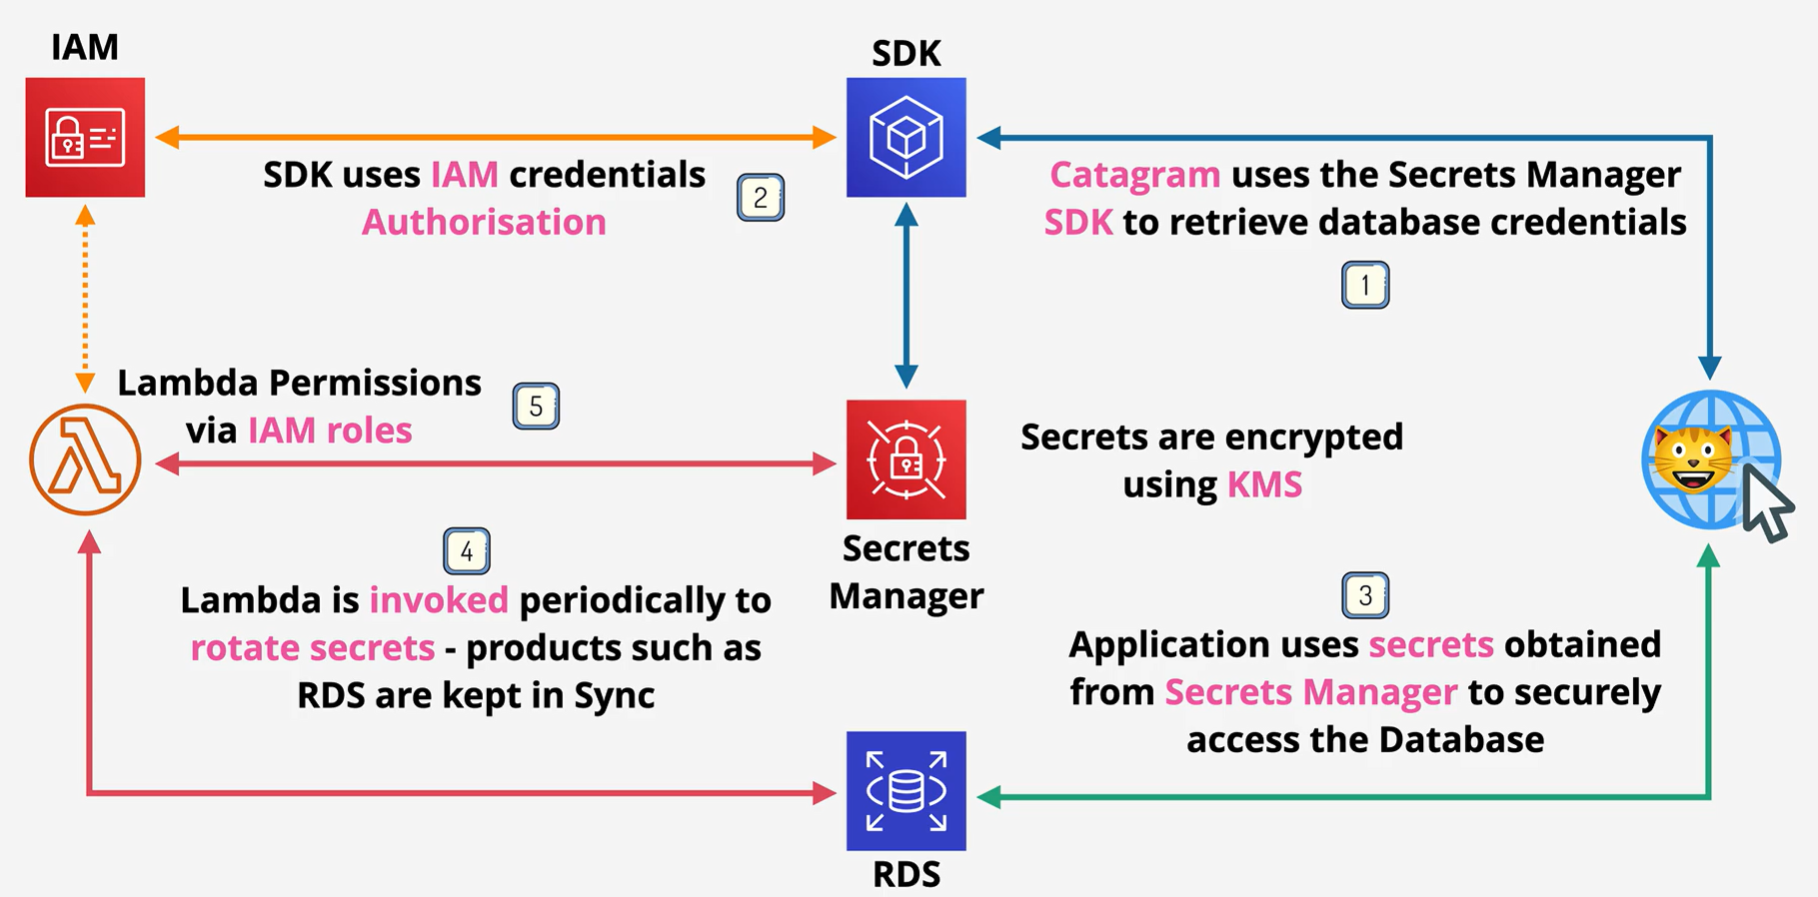 IAM
SDK
SDK uses IAM credentials
Authorisation
2
Catagram uses the Secrets Manager
SDK to retrieve database credentials
1
Lambda Permissions
via IAM roles
5
Secrets are encrypted
using KMS
Secrets
Manager
4
Lambda is invoked periodically to
rotate secrets - products such as
RDS are kept in Sync
3
Application uses secrets obtained
from Secrets Manager to securely
access the Database
RDS